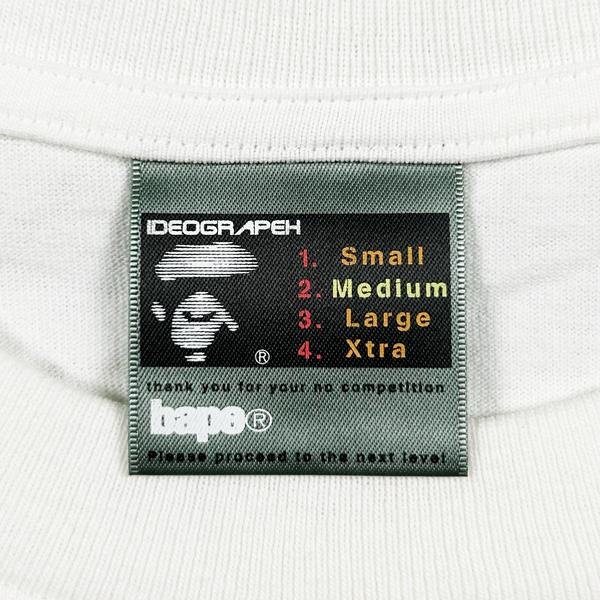 IDEOGRAPEH
1. Small
2. Medium
3. Large
4. Xtra
®
thank you for your no competition
bape®
Please proceed to the next level